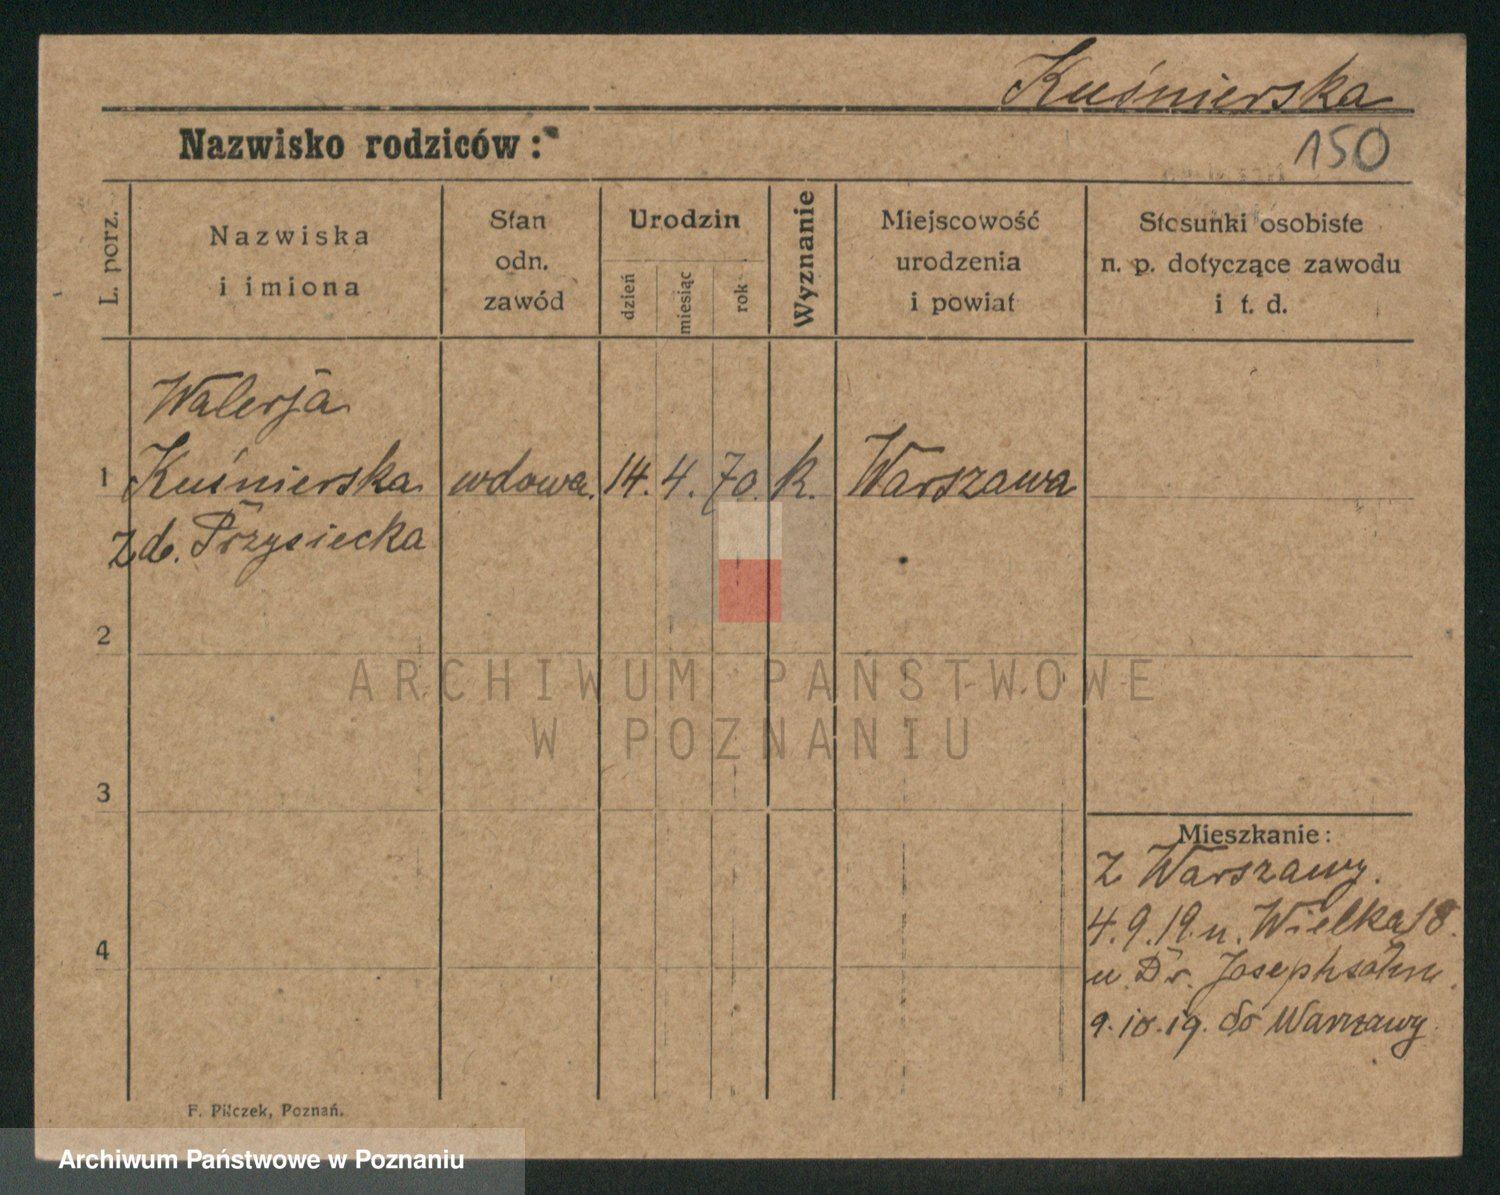 Kuśnierska
Nazwisko rodziców:
150
L. porz.
Nazwiska
i imiona
Stan
odn.
zawód
Urodzin
dzień
miesiąc
rok
Wyznanie
Miejscowość
urodzenia
i powiat
Stosunki osobiste
n. p. dotyczące zawodu
i t. d.
Walerja
1 Kuśnierska wdowa. 14. 4. 70. k. Warszawa
z d. Przysiecka
2
ARCHIWUM PAŃSTWOWE
W POZNANIU
3
Mieszkanie:
z Warszawy.
4.9.19. u. Wielka 18.
4
u Dr. Josephsohn.
9.10.19. do Warszawy.
F. Pilczek, Poznań.
Archiwum Państwowe w Poznaniu